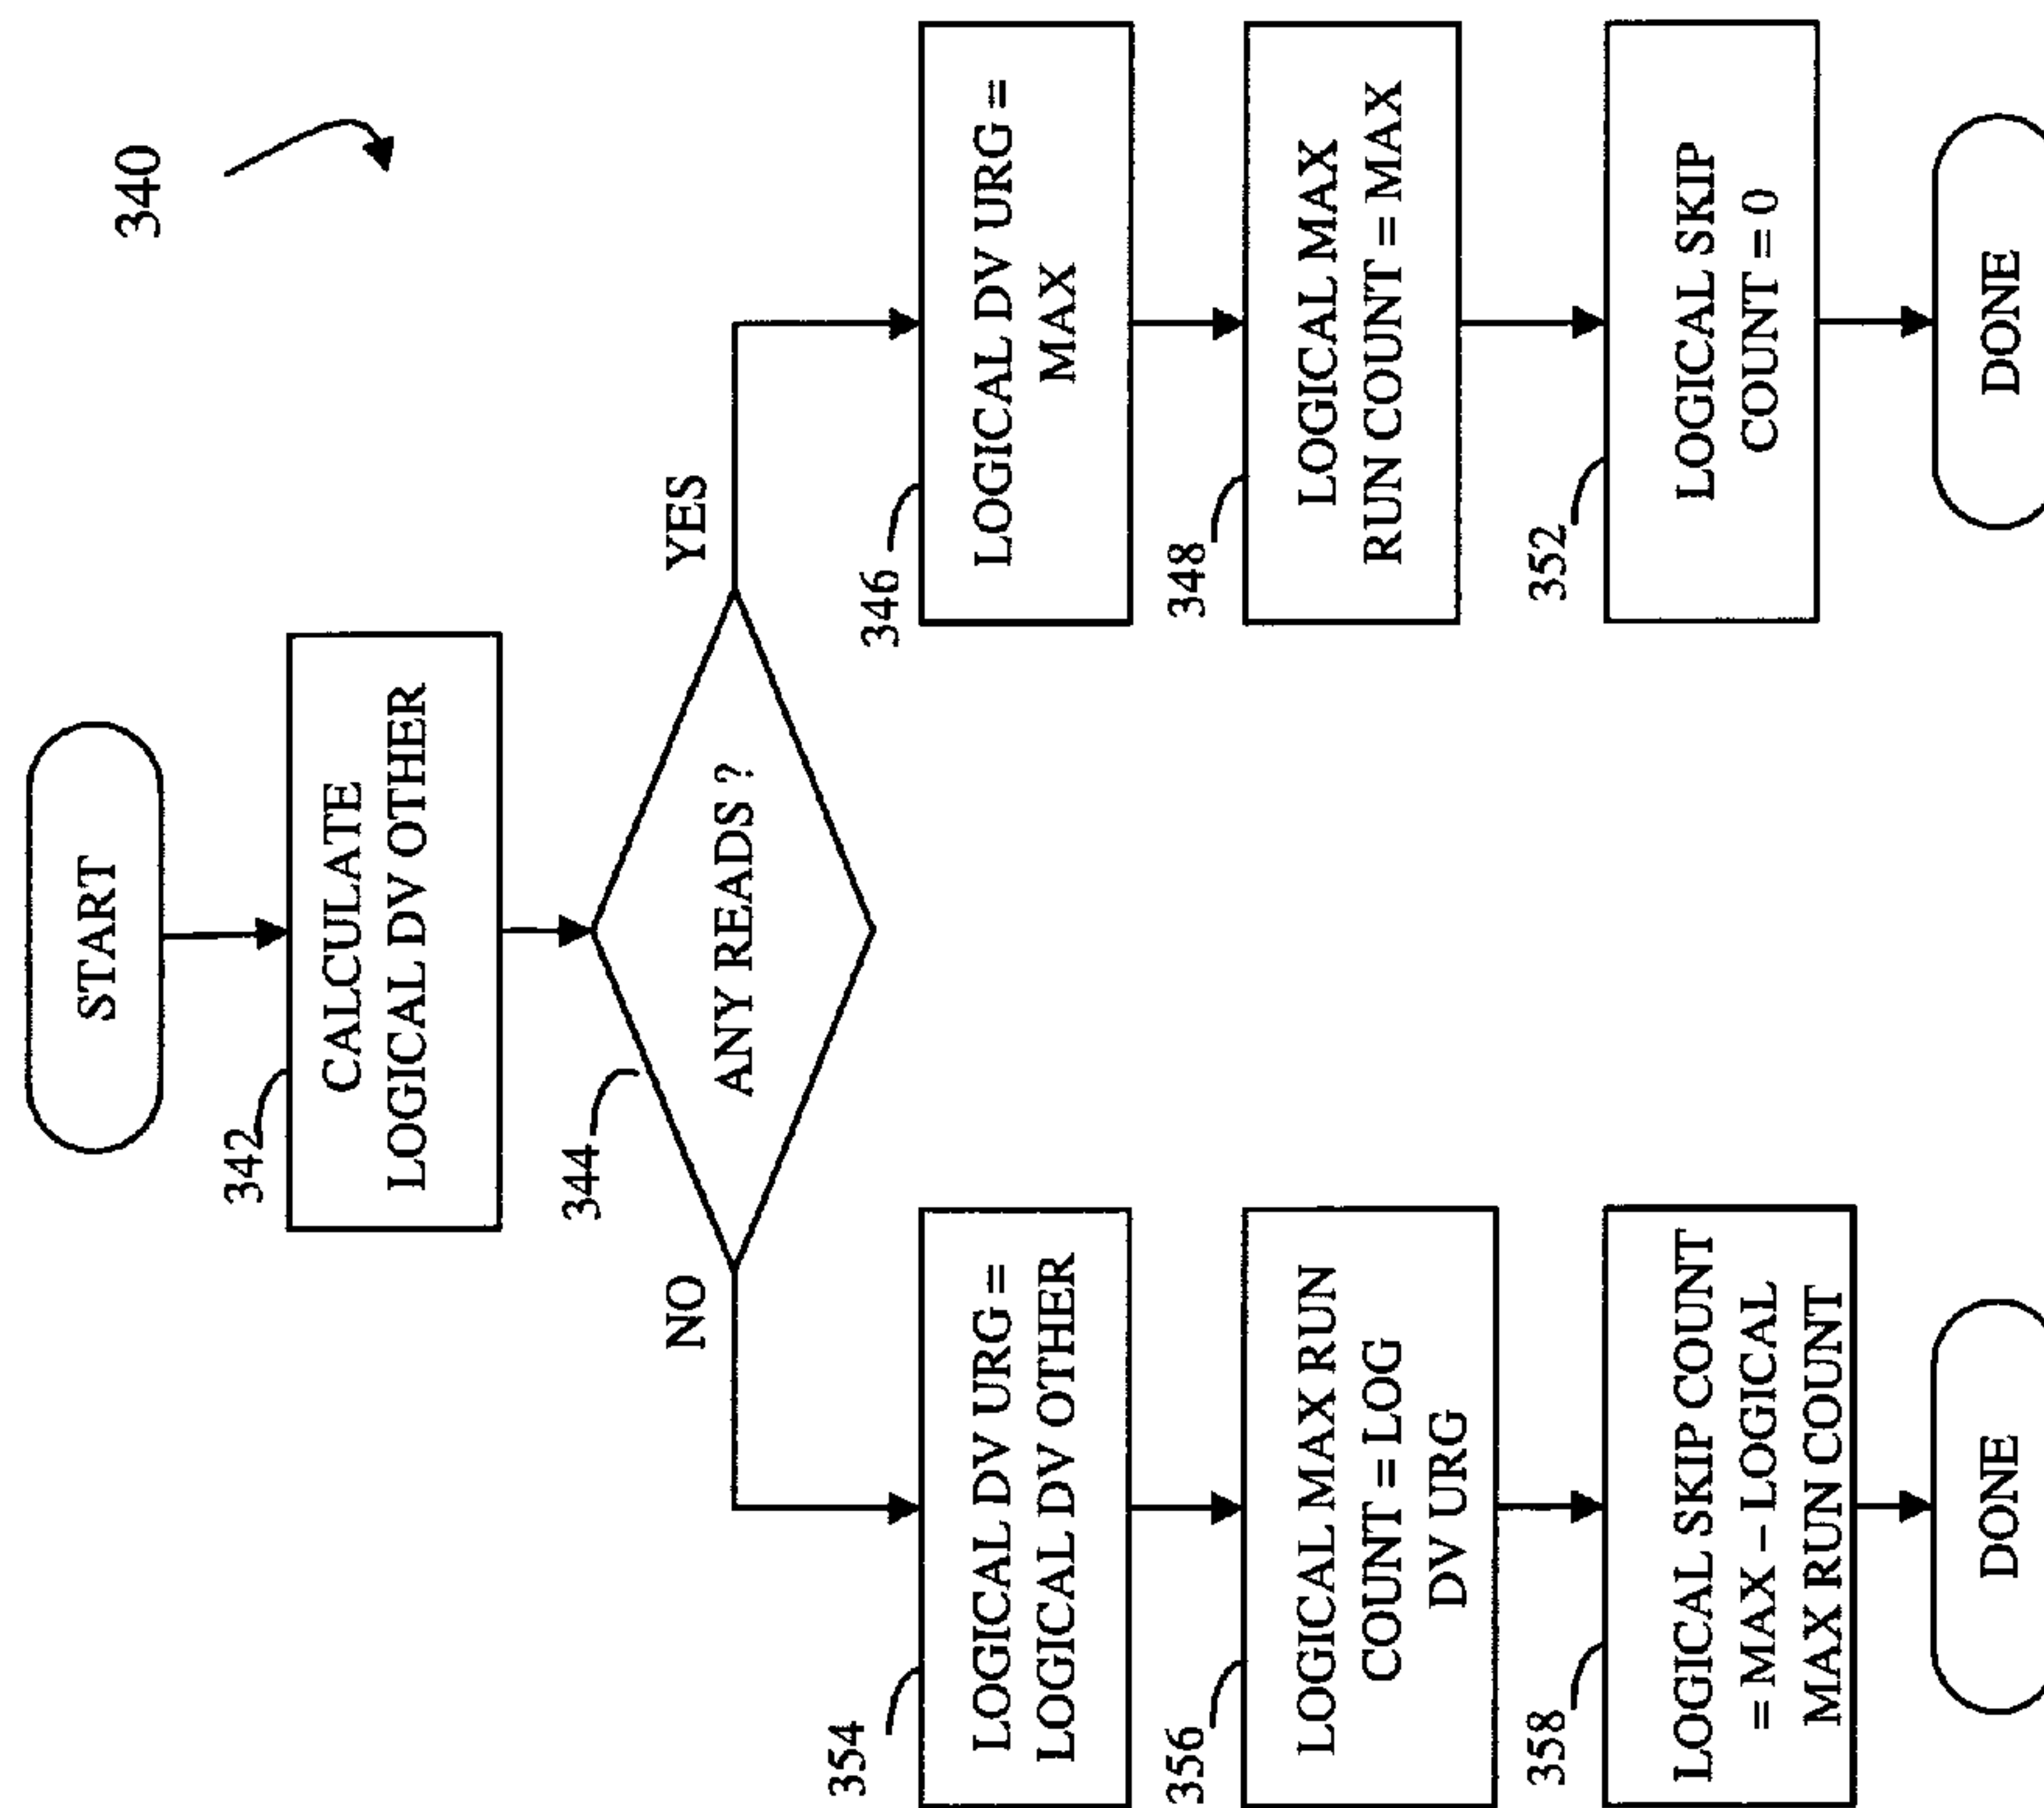 340
START
342
CALCULATE
LOGICAL DV OTHER
344
ANY READS ?
NO
YES
354
LOGICAL DV URG =
LOGICAL DV OTHER
356
LOGICAL MAX RUN
COUNT = LOG
DV URG
358
LOGICAL SKIP COUNT
= MAX – LOGICAL
MAX RUN COUNT
DONE
346
LOGICAL DV URG =
MAX
348
LOGICAL MAX
RUN COUNT = MAX
352
LOGICAL SKIP
COUNT = 0
DONE